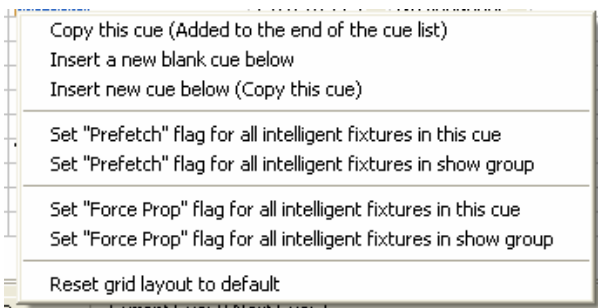 Copy this cue (Added to the end of the cue list)
Insert a new blank cue below
Insert new cue below (Copy this cue)
Set "Prefetch" flag for all intelligent fixtures in this cue
Set "Prefetch" flag for all intelligent fixtures in show group
Set "Force Prop" flag for all intelligent fixtures in this cue
Set "Force Prop" flag for all intelligent fixtures in show group
Reset grid layout to default